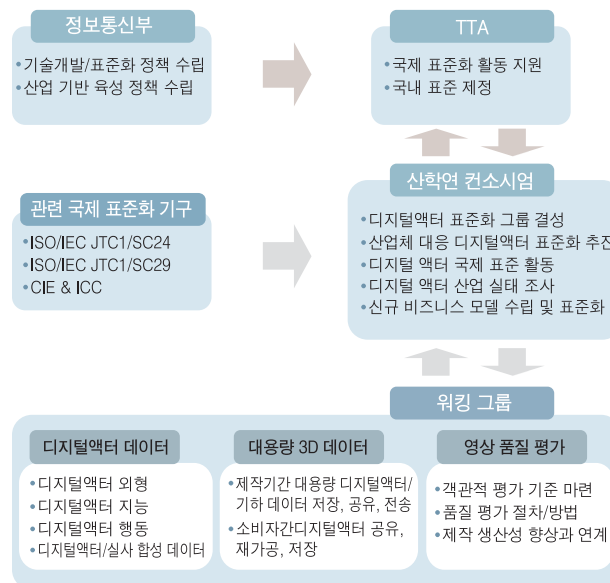 정보통신부
•기술개발/표준화 정책 수립
•산업 기반 육성 정책 수립
TTA
•국제 표준화 활동 지원
•국내 표준 제정
관련 국제 표준화 기구
•ISO/IEC JTC1/SC24
•ISO/IEC JTC1/SC29
•CIE & ICC
산학연 컨소시엄
•디지털액터 표준화 그룹 결성
•산업체 대응 디지털액터 표준화 추진
•디지털 액터 국제 표준 활동
•디지털 액터 산업 실태 조사
•신규 비즈니스 모델 수립 및 표준화
워킹 그룹
디지털액터 데이터
•디지털액터 외형
•디지털액터 지능
•디지털액터 행동
•디지털액터/실사 합성 데이터
대용량 3D 데이터
•제작기간 대용량 디지털액터/
기하 데이터 저장, 공유, 전송
•소비자간디지털액터 공유,
재가공, 저장
영상 품질 평가
•객관적 평가 기준 마련
•품질 평가 절차/방법
•제작 생산성 향상과 연계